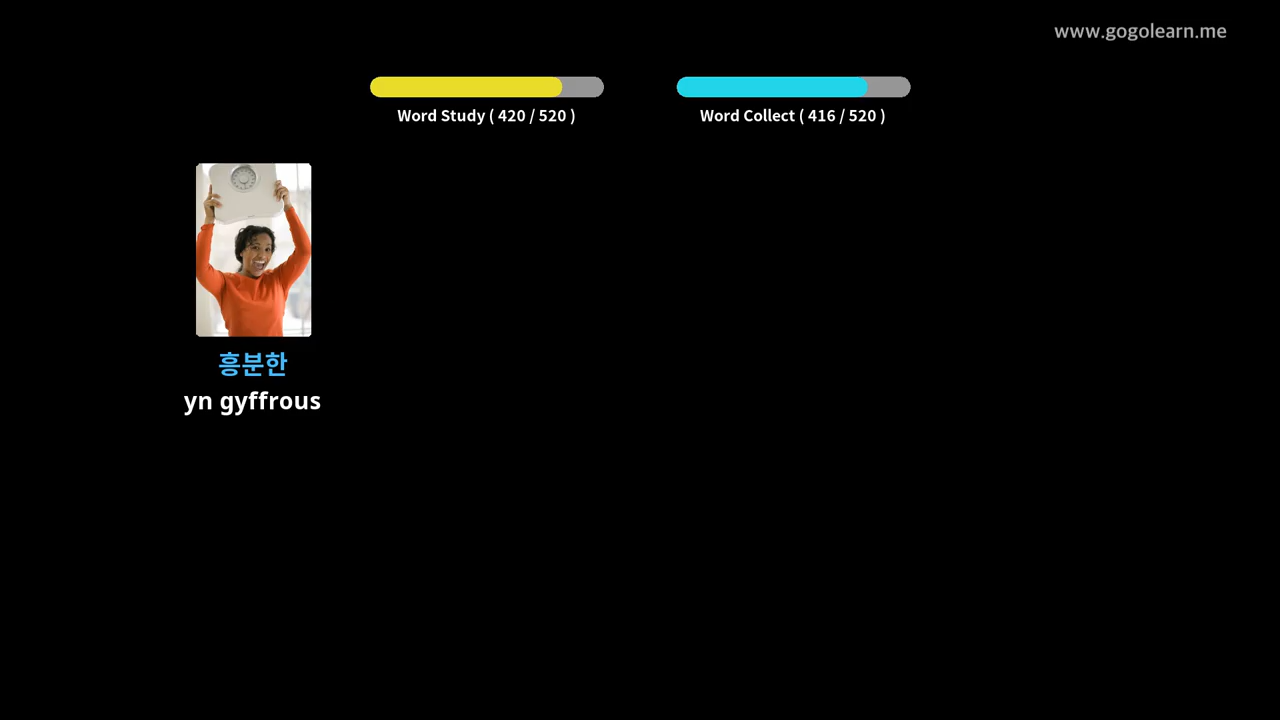 www.gogolearn.me
Word Study ( 420 / 520 )
Word Collect ( 416 / 520 )
흥분한
yn gyffrous